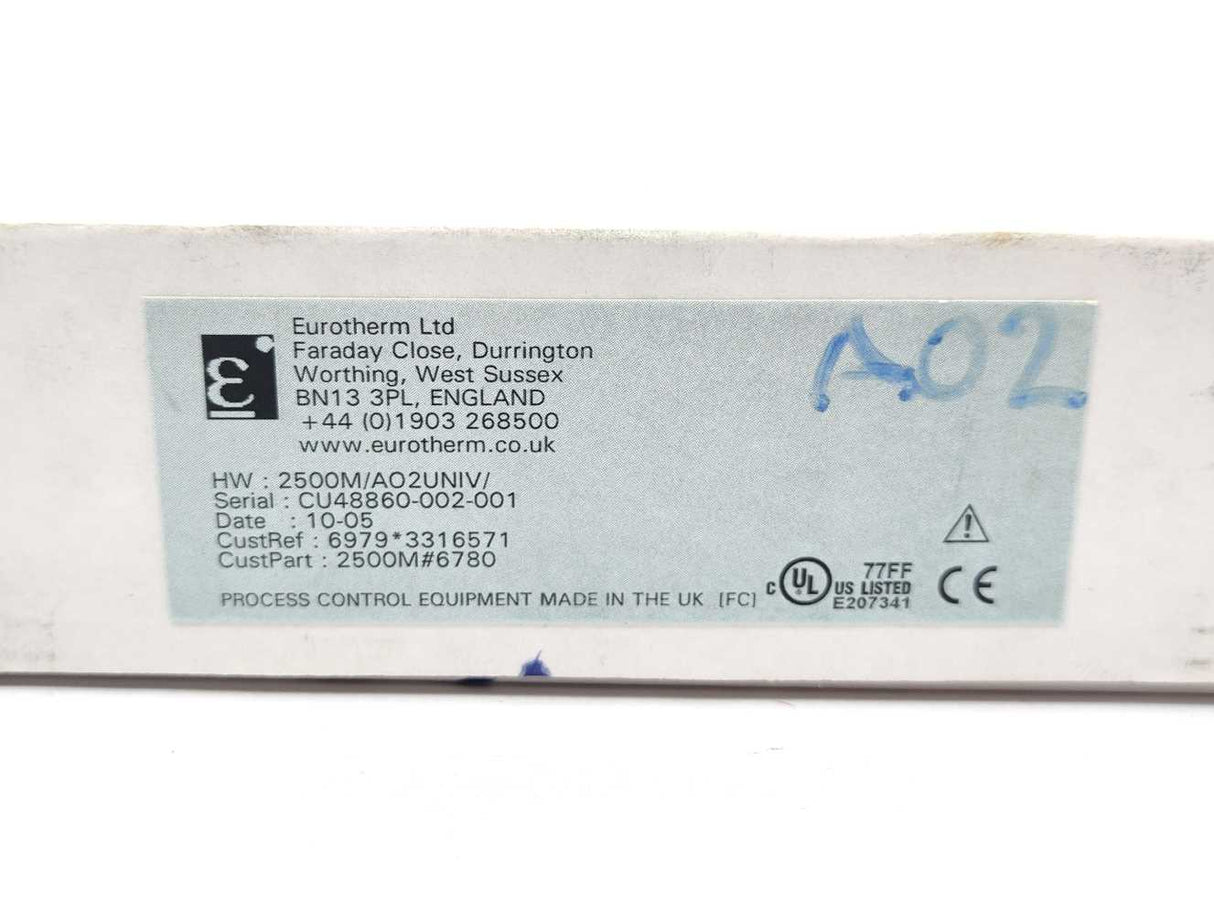 Eurotherm Ltd
Faraday Close, Durrington
Worthing, West Sussex
BN13 3PL, ENGLAND
+44 (0)1903 268500
www.eurotherm.co.uk
A02
HW : 2500M/AO2UNIV/
Serial : CU48860-002-001
Date : 10-05
CustRef : 6979*3316571
CustPart : 2500M#6780
PROCESS CONTROL EQUIPMENT MADE IN THE UK [FC]
c UL US LISTED
77FF
E207341
CE